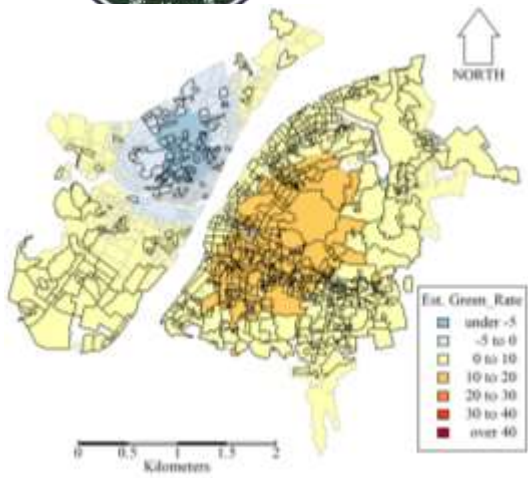 NORTH
Est. Green_Rate
under -5
-5 to 0
0 to 10
10 to 20
20 to 30
30 to 40
over 40
0 0.5 1 1.5 2
Kilometers